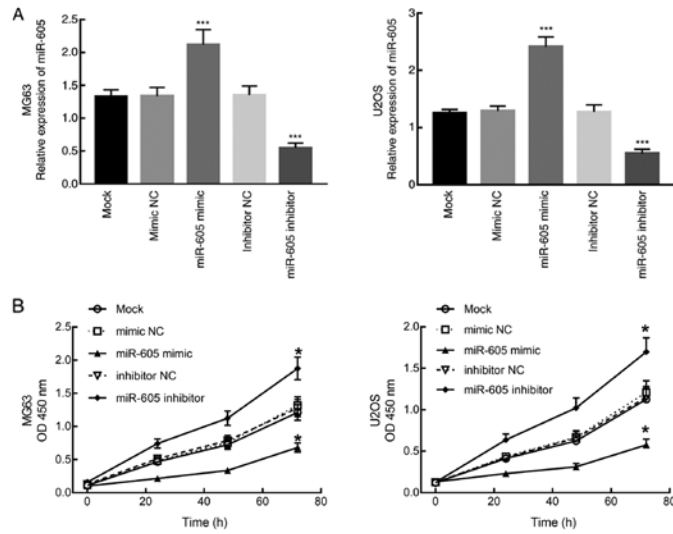 A
MG63
Relative expression of miR-605
2.5
2.0
1.5
1.0
0.5
0.0
***
***
Mock
Mimic NC
miR-605 mimic
Inhibitor NC
miR-605 inhibitor
U2OS
Relative expression of miR-605
3
2
1
0
***
***
Mock
Mimic NC
miR-605 mimic
Inhibitor NC
miR-605 inhibitor
B
Mock
mimic NC
miR-605 mimic
inhibitor NC
miR-605 inhibitor
MG63
OD 450 nm
2.5
2.0
1.5
1.0
0.5
0.0
*
*
0
20
40
60
80
Time (h)
Mock
mimic NC
miR-605 mimic
inhibitor NC
miR-605 inhibitor
U2OS
OD 450 nm
2.0
1.5
1.0
0.5
0.0
*
*
0
20
40
60
80
Time (h)